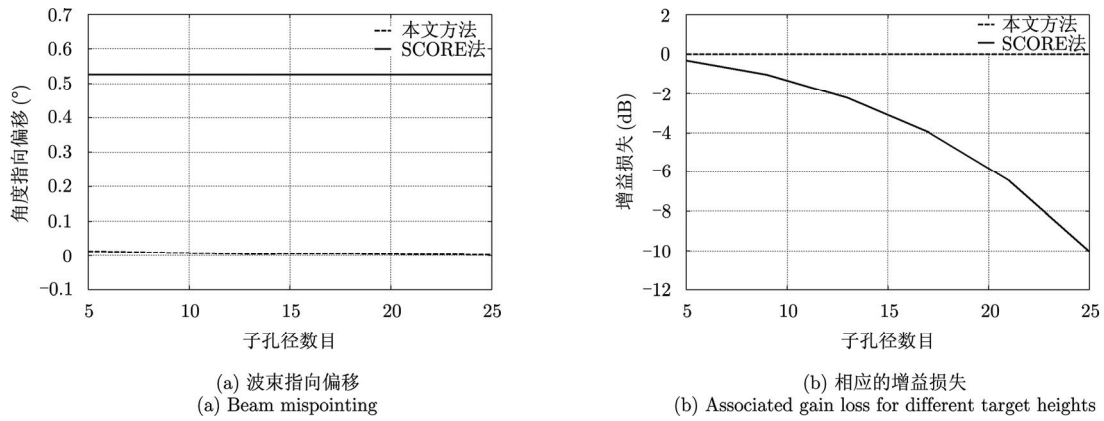 0.7
0.6
0.5
0.4
0.3
0.2
0.1
0
−0.1
角度指向偏移 (°)
本文方法
SCORE法
5 10 15 20 25
子孔径数目
(a) 波束指向偏移
(a) Beam mispointing
2
0
−2
−4
−6
−8
−10
−12
增益损失 (dB)
本文方法
SCORE法
5 10 15 20 25
子孔径数目
(b) 相应的增益损失
(b) Associated gain loss for different target heights